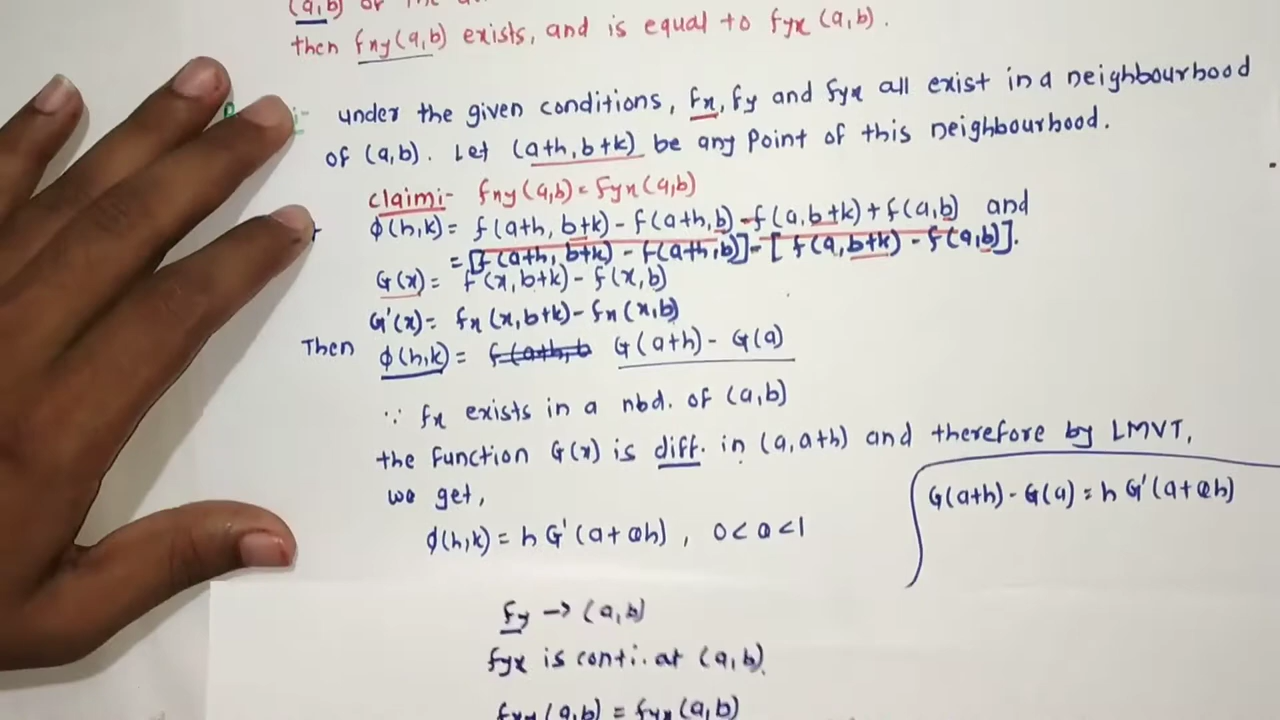 (a,b) of the
then fxy(a,b) exists, and is equal to fyx (a,b).
under the given conditions, fx, fy and fyx all exist in a neighbourhood
of (a,b). Let (a+h, b+k) be any point of this neighbourhood.
claim:- fxy(a,b) = fyx(a,b)
ϕ(h,k) = f(a+h, b+k) - f(a+h,b) - f(a,b+k) + f(a,b) and
= [f(a+h, b+k) - f(a+h,b)] - [f(a,b+k) - f(a,b)].
G(x) = f(x,b+k) - f(x,b)
G'(x) = fx(x,b+k) - fx(x,b)
Then ϕ(h,k) = f(a+h,b G(a+h) - G(a)
∵ fx exists in a nbd. of (a,b)
the function G(x) is diff. in (a,a+h) and therefore by LMVT,
we get,
G(a+h) - G(a) = h G'(a+θh)
ϕ(h,k) = h G'(a+θh), 0<θ<1
fy → (a,b)
fyx is conti. at (a,b).
fxy(a,b) = fyx(a,b)